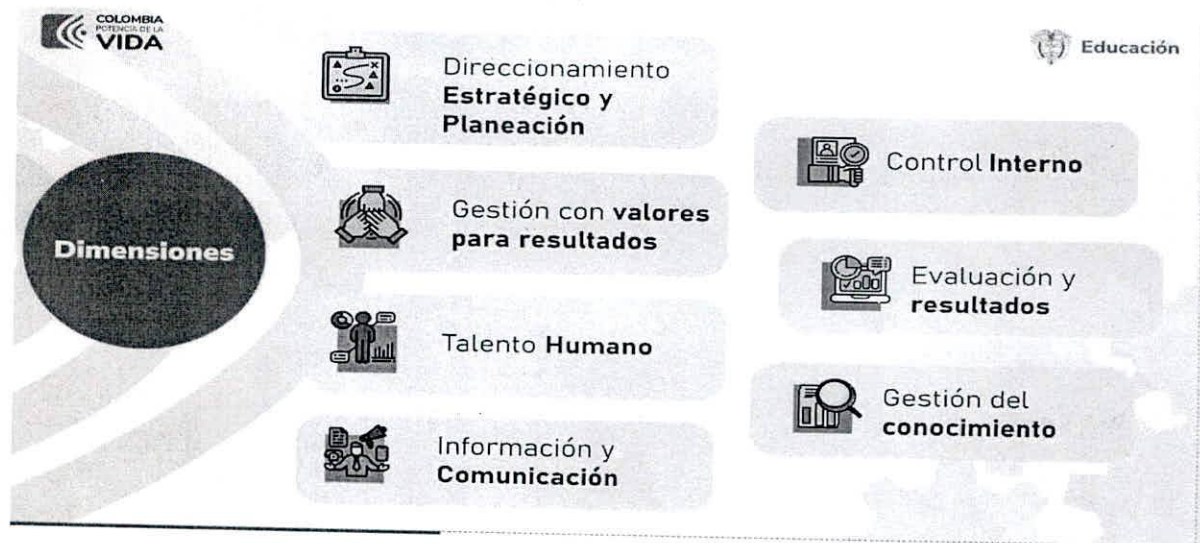 COLOMBIA
POTENCIA DE LA
VIDA
Educación
Dimensiones
Direccionamiento
Estratégico y
Planeación
Gestión con valores
para resultados
Talento Humano
Información y
Comunicación
Control Interno
Evaluación y
resultados
Gestión del
conocimiento